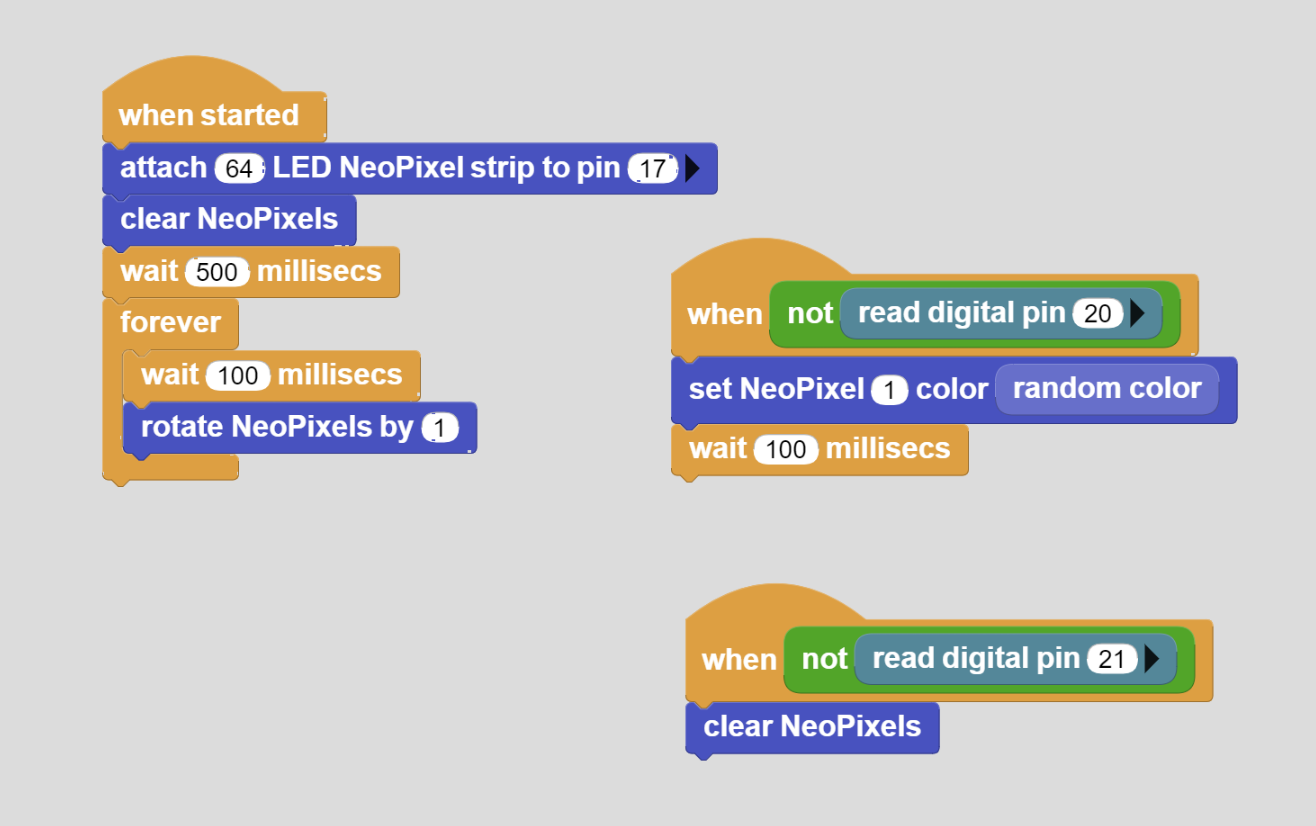 when started
attach 64 LED NeoPixel strip to pin 17
clear NeoPixels
wait 500 millisecs
forever
wait 100 millisecs
rotate NeoPixels by 1
when not read digital pin 20
set NeoPixel 1 color random color
wait 100 millisecs
when not read digital pin 21
clear NeoPixels